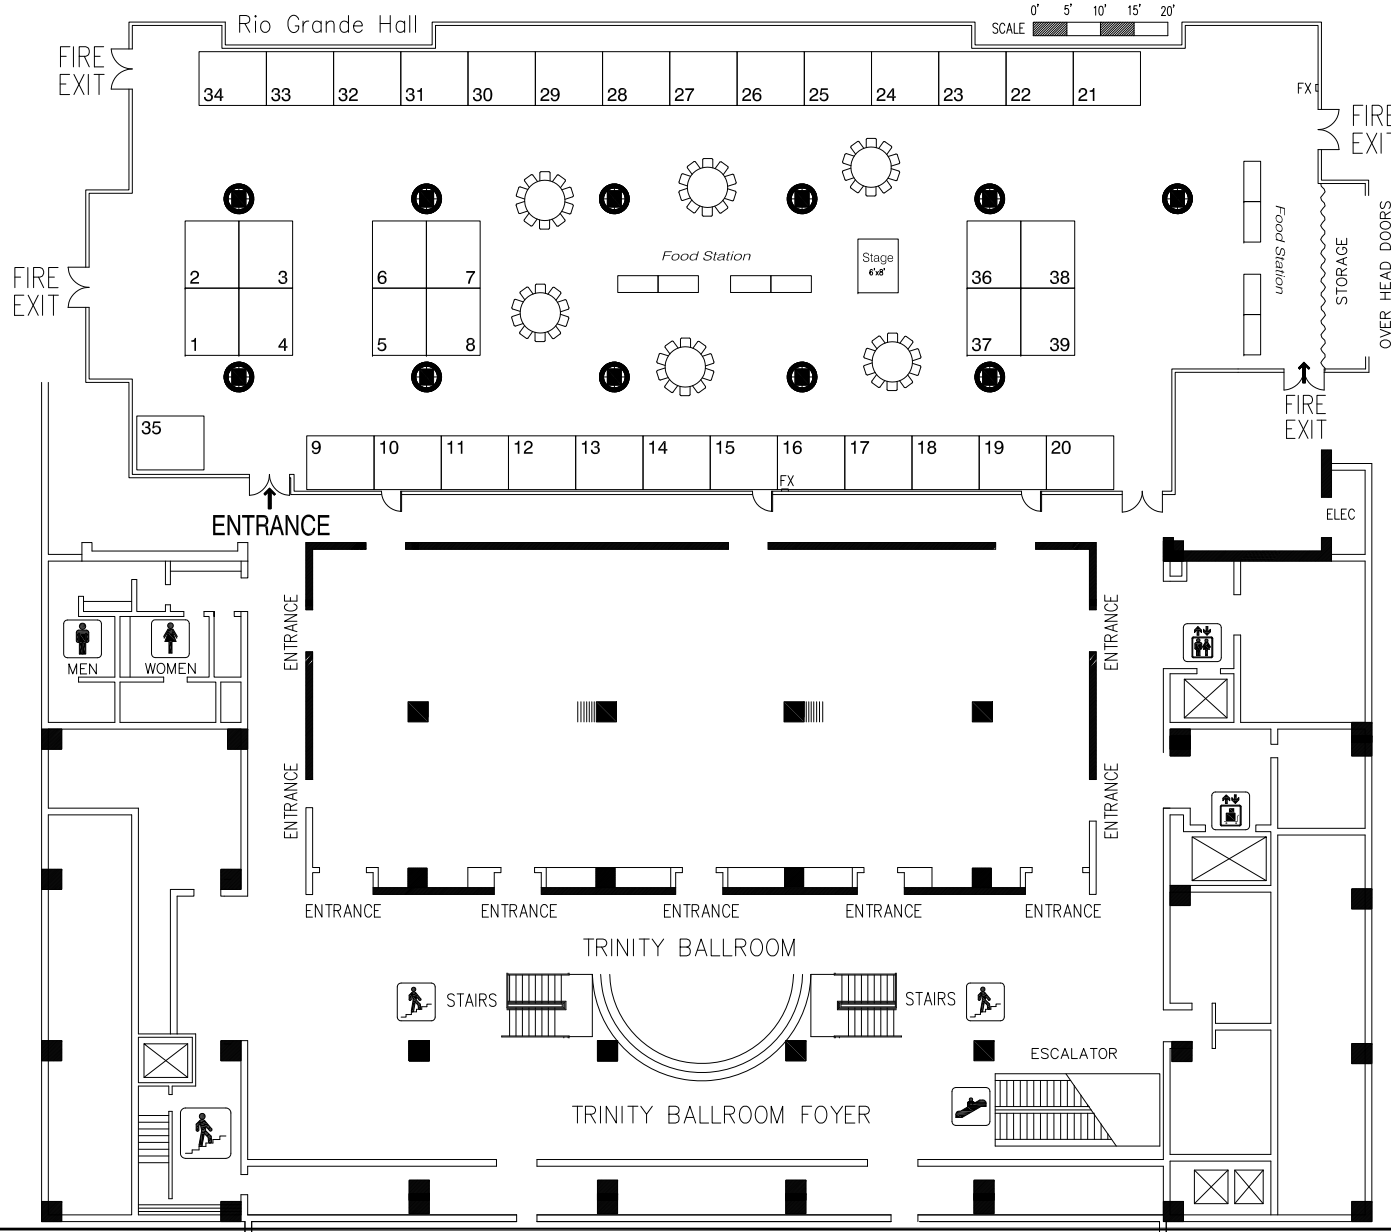 Rio Grande Hall
SCALE
0' 5' 10' 15' 20'
FIRE
EXIT
34 33 32 31 30 29 28 27 26 25 24 23 22 21
FX
FIRE
EXIT
Food Station
Stage
6'x8'
Food Station
STORAGE
OVER HEAD DOORS
FIRE
EXIT
2 3 6 7 36 38
1 4 5 8 37 39
FIRE
EXIT
35
9 10 11 12 13 14 15 16 17 18 19 20
FX
ENTRANCE
ELEC
ENTRANCE
ENTRANCE
MEN
WOMEN
ENTRANCE
ENTRANCE
ENTRANCE ENTRANCE ENTRANCE ENTRANCE ENTRANCE
TRINITY BALLROOM
STAIRS
STAIRS
ESCALATOR
TRINITY BALLROOM FOYER